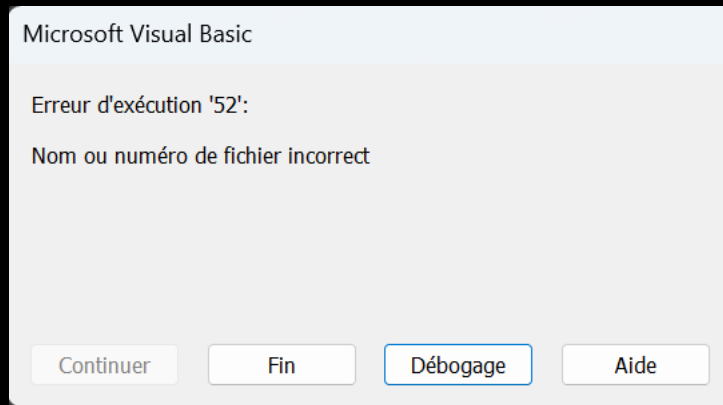 Microsoft Visual Basic
Erreur d'exécution '52':
Nom ou numéro de fichier incorrect
Continuer
Fin
Débogage
Aide